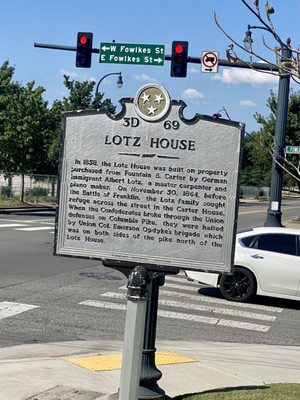 W Fowlkes St
E Fowlkes St
3D 69
LOTZ HOUSE
In 1858, the Lotz House was built on property
purchased from Fountain B. Carter by German
immigrant Albert Lotz, a master carpenter and
piano maker. On November 30, 1864, before
the Battle of Franklin, the Lotz family sought
refuge across the street in the Carter House.
When the Confederates broke through the Union
defenses on Columbia Pike, they were halted
by Union Col. Emerson Opdyke's brigade which
was on both sides of the pike north of the
Lotz House.